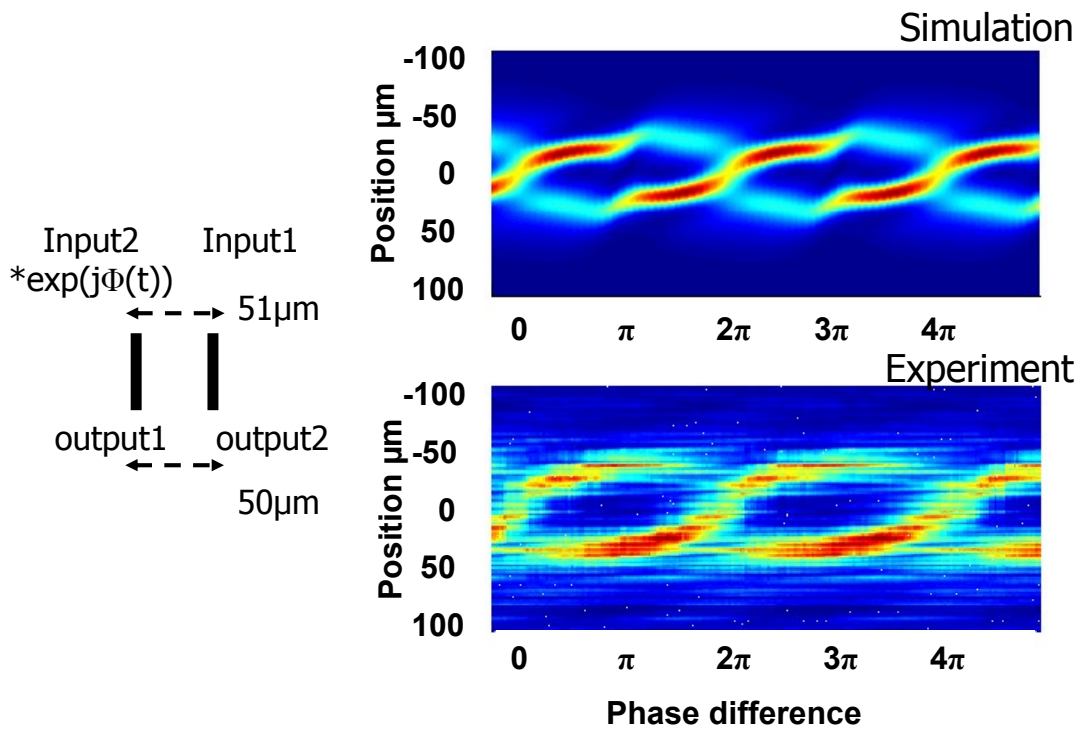 Simulation
-100
-50
0
50
100
Position µm
0 π 2π 3π 4π
Input2 Input1
*exp(jΦ(t))
51µm
output1 output2
50µm
Experiment
-100
-50
0
50
100
Position µm
0 π 2π 3π 4π
Phase difference